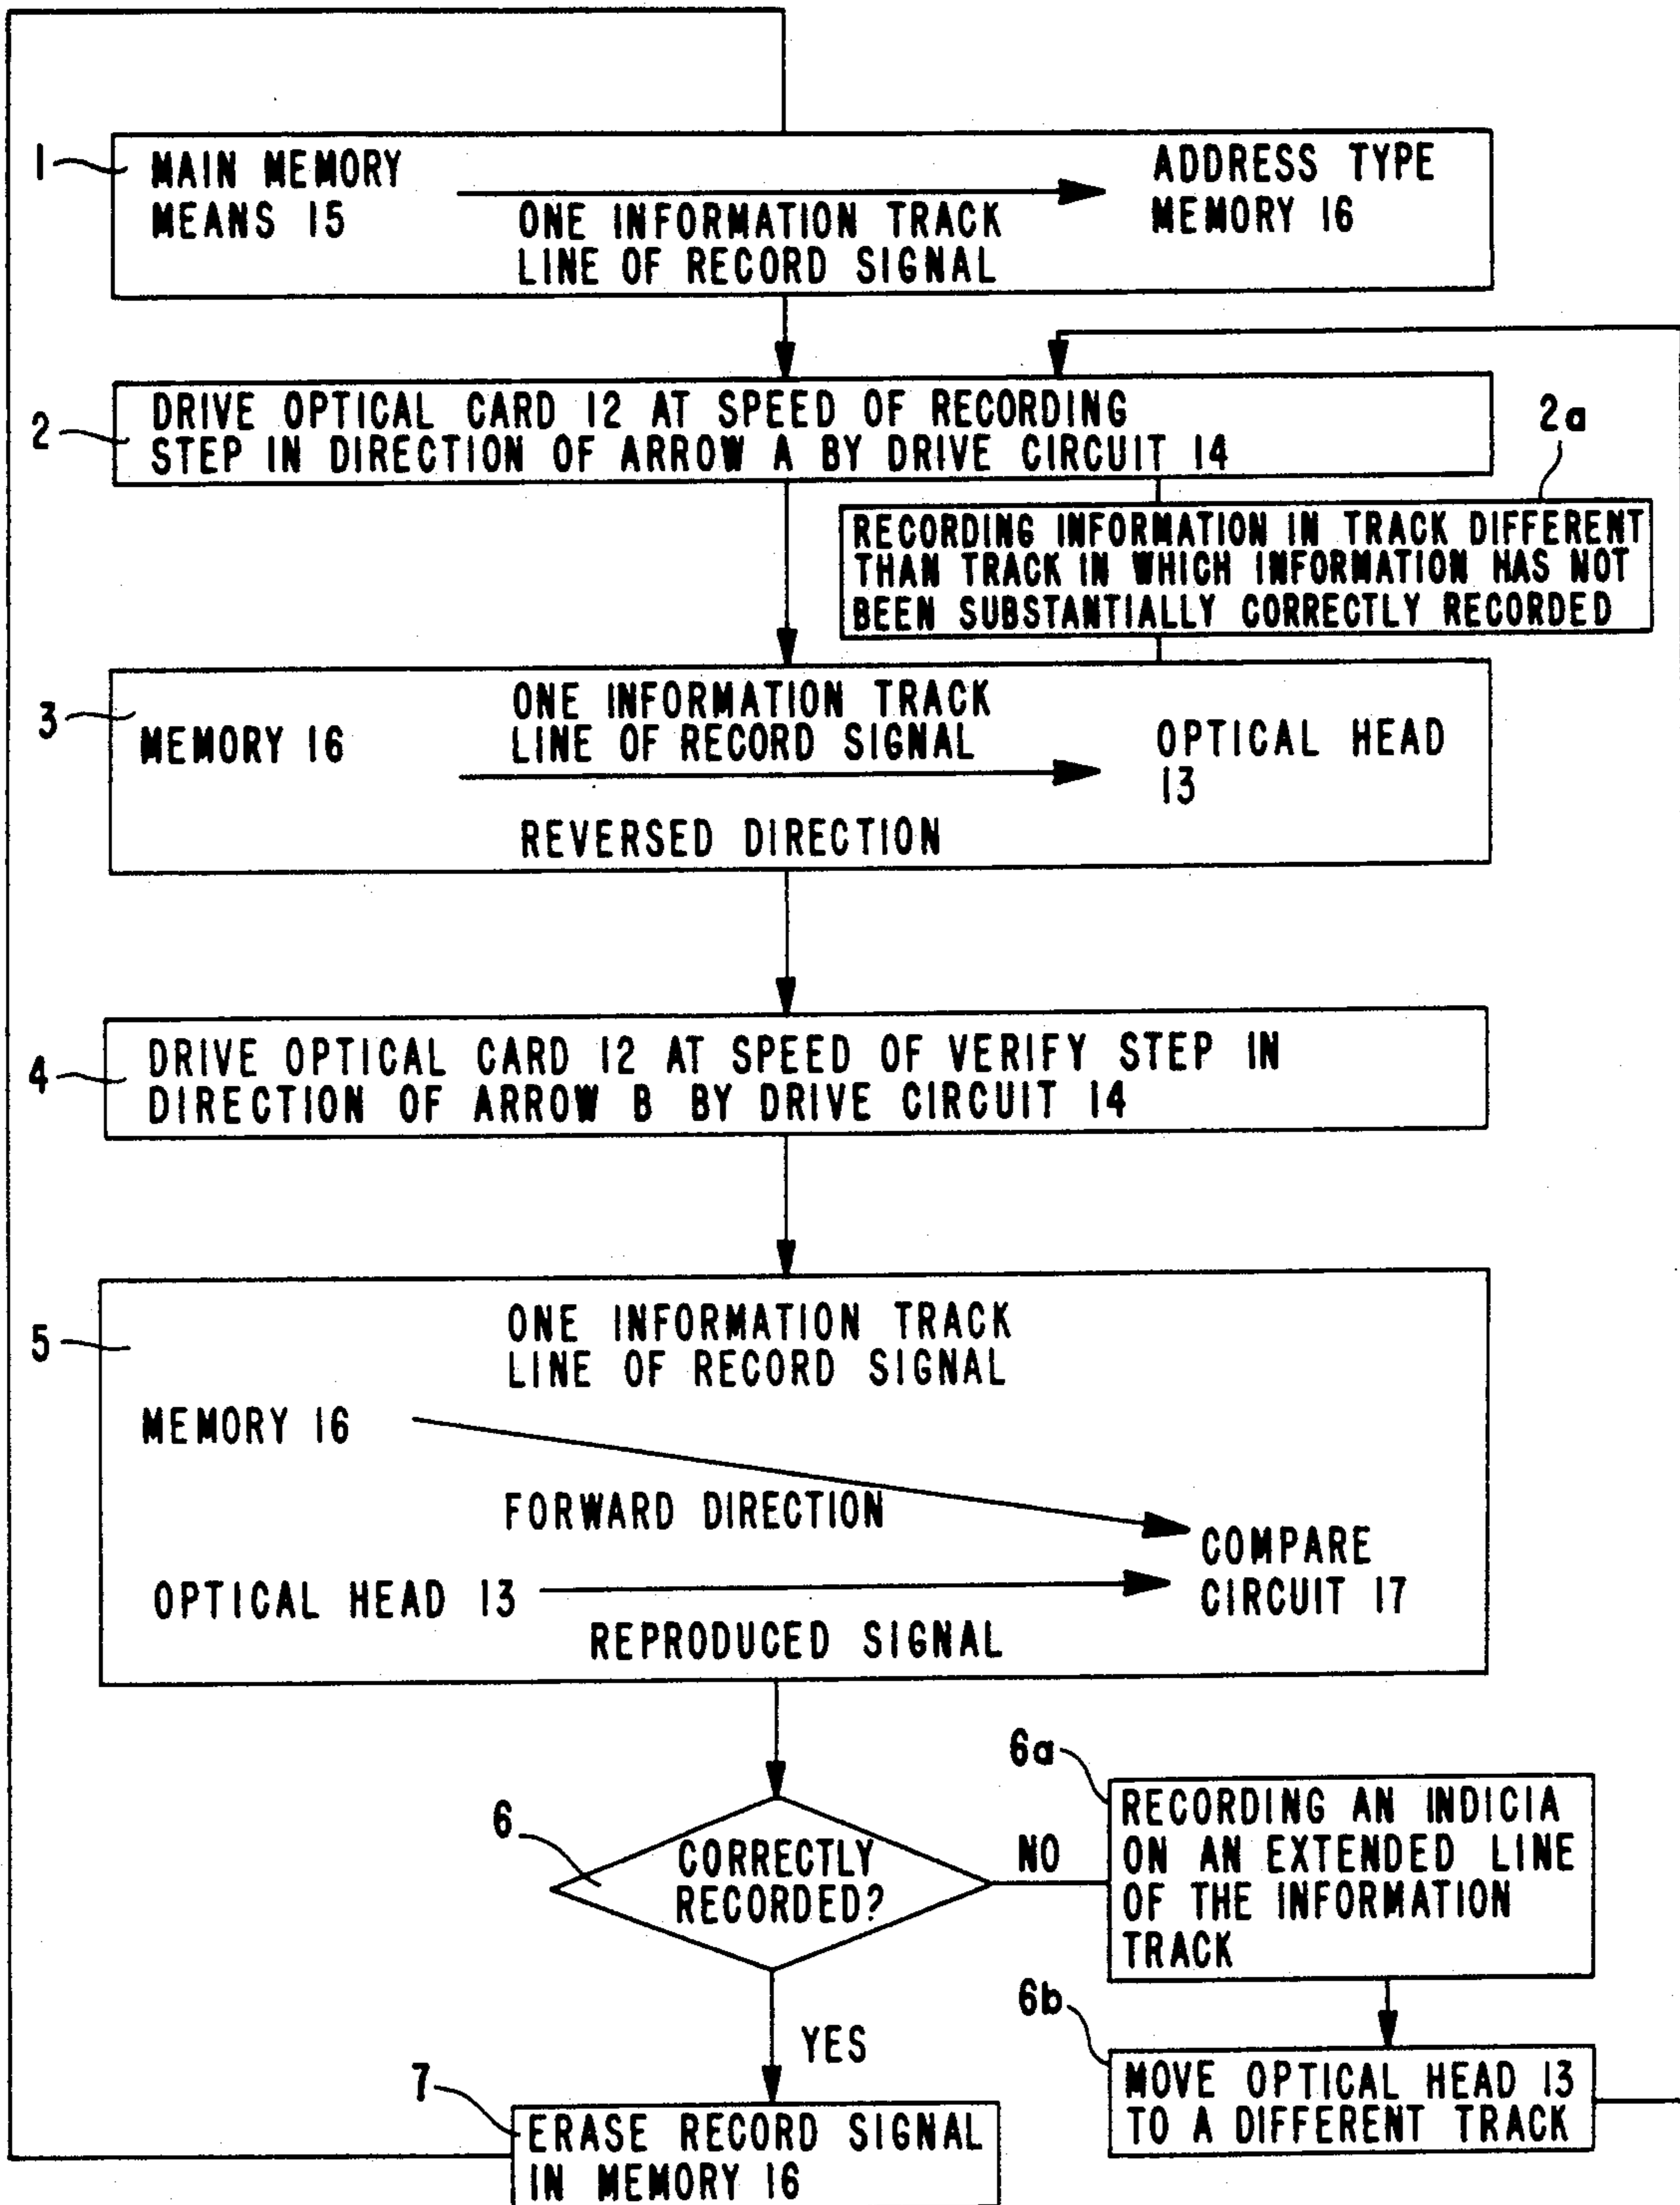 1
MAIN MEMORY
MEANS 15
ONE INFORMATION TRACK
LINE OF RECORD SIGNAL
ADDRESS TYPE
MEMORY 16
2
DRIVE OPTICAL CARD 12 AT SPEED OF RECORDING
STEP IN DIRECTION OF ARROW A BY DRIVE CIRCUIT 14
2a
RECORDING INFORMATION IN TRACK DIFFERENT
THAN TRACK IN WHICH INFORMATION HAS NOT
BEEN SUBSTANTIALLY CORRECTLY RECORDED
3
MEMORY 16
ONE INFORMATION TRACK
LINE OF RECORD SIGNAL
REVERSED DIRECTION
OPTICAL HEAD
13
4
DRIVE OPTICAL CARD 12 AT SPEED OF VERIFY STEP IN
DIRECTION OF ARROW B BY DRIVE CIRCUIT 14
5
ONE INFORMATION TRACK
LINE OF RECORD SIGNAL
MEMORY 16
FORWARD DIRECTION
OPTICAL HEAD 13
REPRODUCED SIGNAL
COMPARE
CIRCUIT 17
6
CORRECTLY
RECORDED?
NO
6a
RECORDING AN INDICIA
ON AN EXTENDED LINE
OF THE INFORMATION
TRACK
6b
MOVE OPTICAL HEAD 13
TO A DIFFERENT TRACK
YES
7
ERASE RECORD SIGNAL
IN MEMORY 16